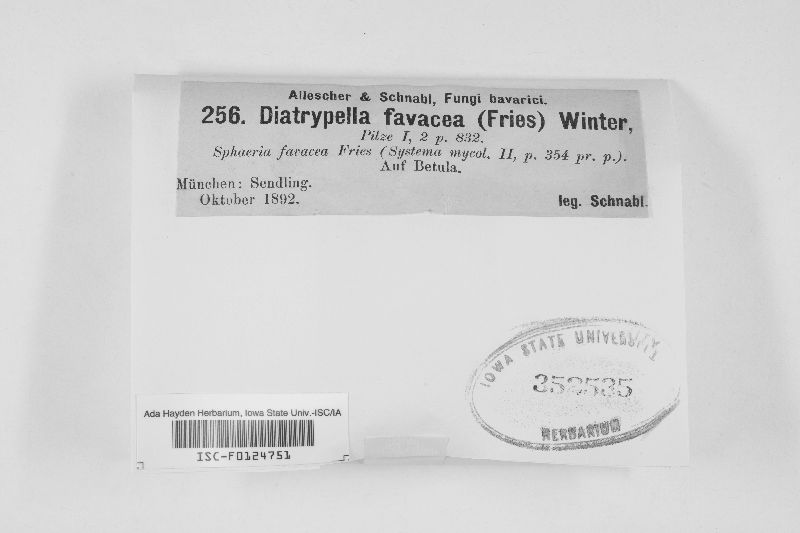 Allescher & Schnabl, Fungi bavarici.
256. Diatrypella favacea (Fries) Winter,
Pilze I, 2 p. 832.
Sphaeria favacea Fries (Systema mycol. II, p. 354 pr. p.).
Auf Betula.
München: Sendling.
Oktober 1892.
leg. Schnabl.
IOWA STATE UNIVERSITY
352535
HERBARIUM
Ada Hayden Herbarium, Iowa State Univ.-ISC/IA
ISC-F0124751